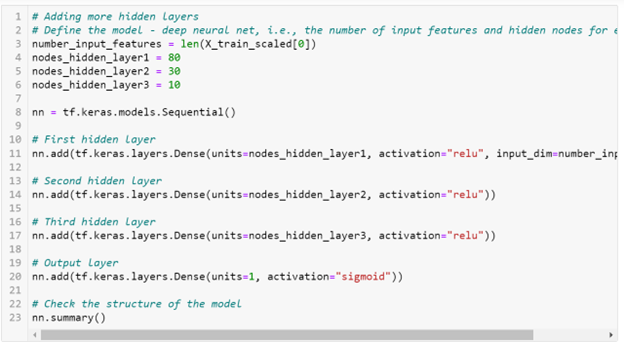 1 # Adding more hidden layers
2 # Define the model - deep neural net, i.e., the number of input features and hidden nodes for
3 number_input_features = len(X_train_scaled[0])
4 nodes_hidden_layer1 = 80
5 nodes_hidden_layer2 = 30
6 nodes_hidden_layer3 = 10
7
8 nn = tf.keras.models.Sequential()
9
10 # First hidden layer
11 nn.add(tf.keras.layers.Dense(units=nodes_hidden_layer1, activation="relu", input_dim=number_inp
12
13 # Second hidden layer
14 nn.add(tf.keras.layers.Dense(units=nodes_hidden_layer2, activation="relu"))
15
16 # Third hidden layer
17 nn.add(tf.keras.layers.Dense(units=nodes_hidden_layer3, activation="relu"))
18
19 # Output layer
20 nn.add(tf.keras.layers.Dense(units=1, activation="sigmoid"))
21
22 # Check the structure of the model
23 nn.summary()